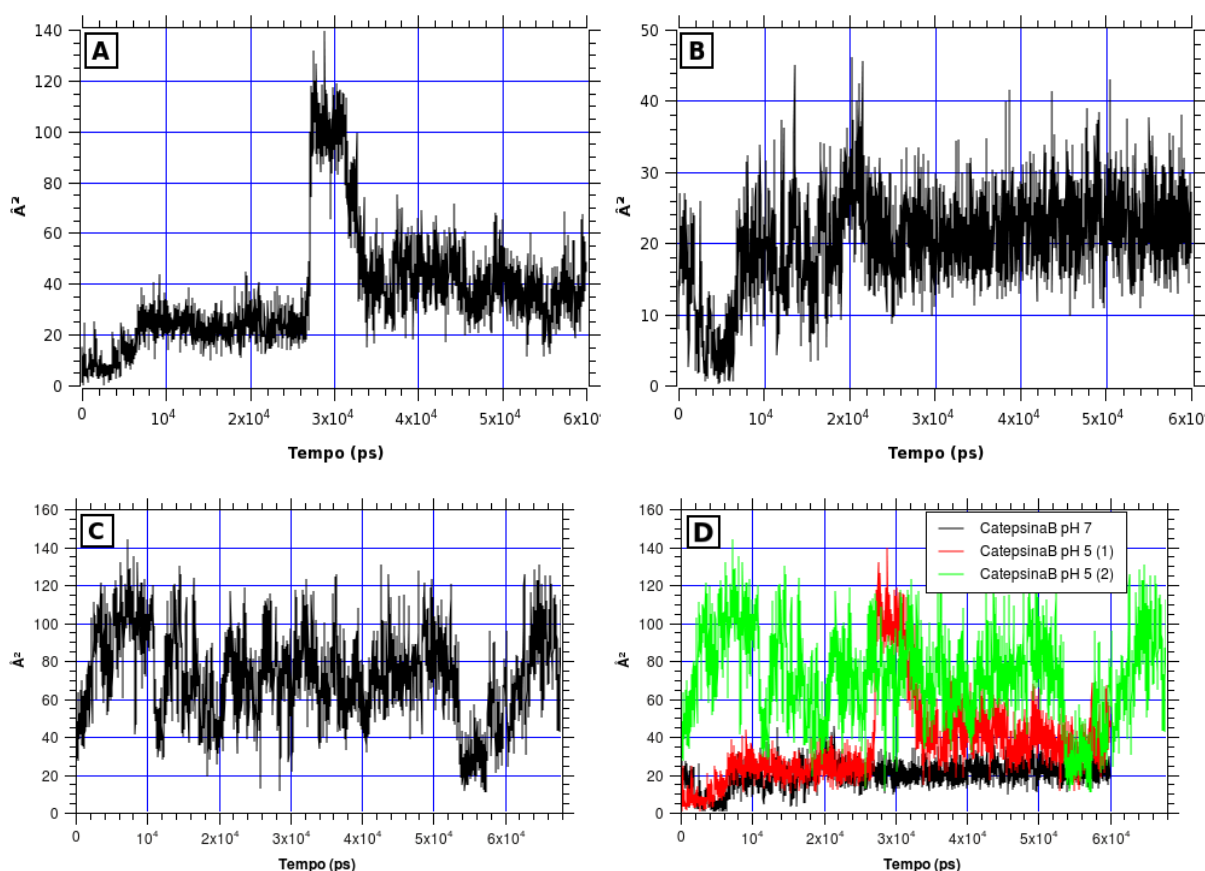 A
140
120
100
80
60
40
20
0
Å²
0 10⁴ 2x10⁴ 3x10⁴ 4x10⁴ 5x10⁴ 6x10⁴
Tempo (ps)
B
50
40
30
20
10
0
Å²
0 10⁴ 2x10⁴ 3x10⁴ 4x10⁴ 5x10⁴ 6x10⁴
Tempo (ps)
C
160
140
120
100
80
60
40
20
0
Å²
0 10⁴ 2x10⁴ 3x10⁴ 4x10⁴ 5x10⁴ 6x10⁴
Tempo (ps)
D
CatepsinaB pH 7
CatepsinaB pH 5 (1)
CatepsinaB pH 5 (2)
160
140
120
100
80
60
40
20
0
Å²
0 10⁴ 2x10⁴ 3x10⁴ 4x10⁴ 5x10⁴ 6x10⁴
Tempo (ps)